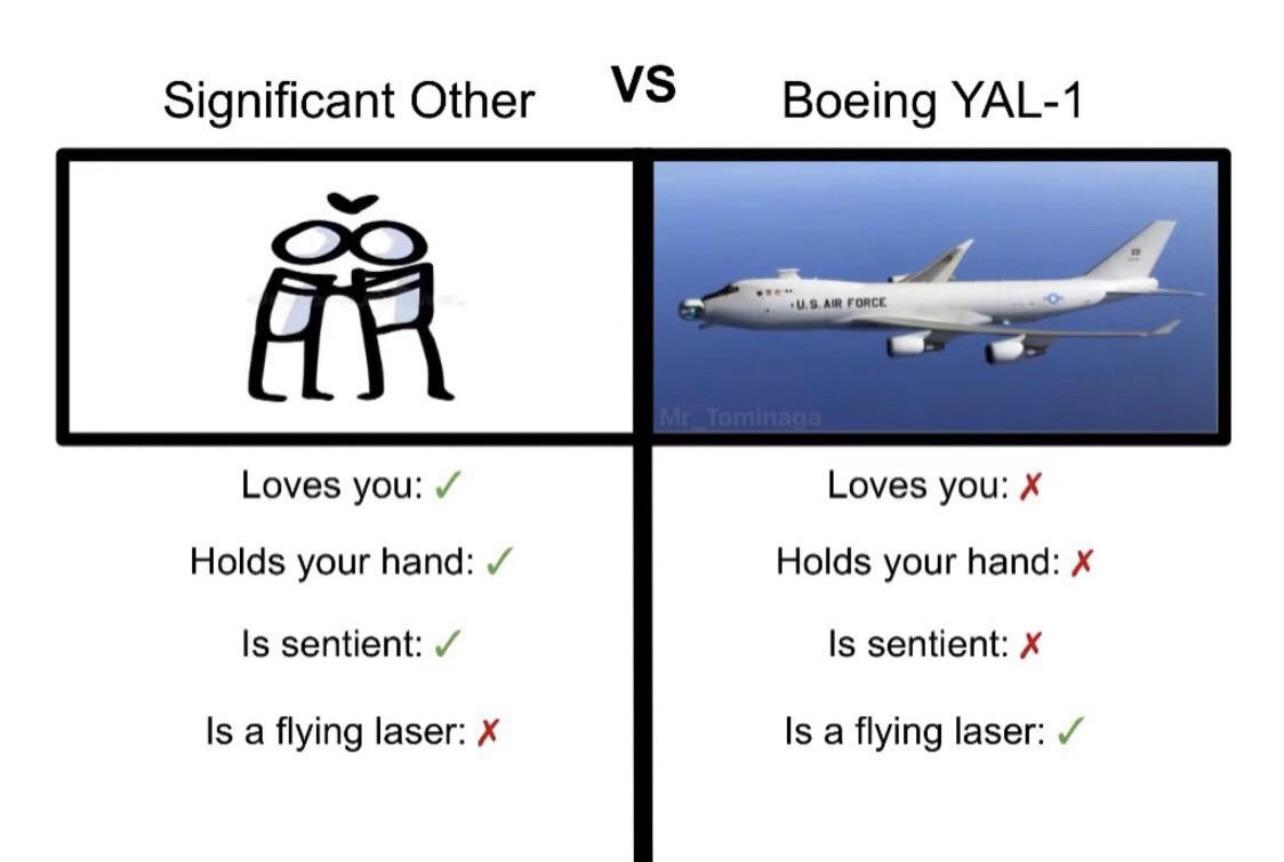 Significant Other
VS
Boeing YAL-1
U.S. AIR FORCE
Mr_Tominaga
Loves you: ✓
Holds your hand: ✓
Is sentient: ✓
Is a flying laser: ✗
Loves you: ✗
Holds your hand: ✗
Is sentient: ✗
Is a flying laser: ✓